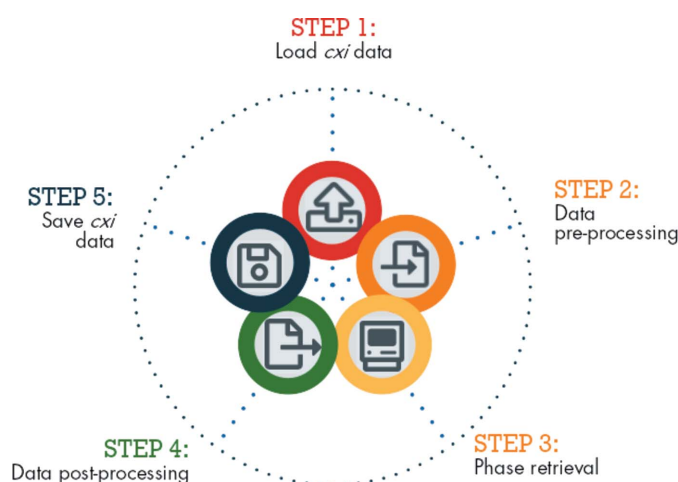 STEP 1:
Load cxi data
STEP 2:
Data
pre-processing
STEP 3:
Phase retrieval
STEP 4:
Data post-processing
STEP 5:
Save cxi
data